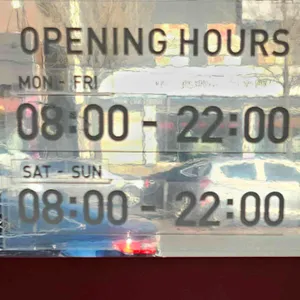 OPENING HOURS
MON - FRI
08:00 - 22:00
SAT - SUN
08:00 - 22:00